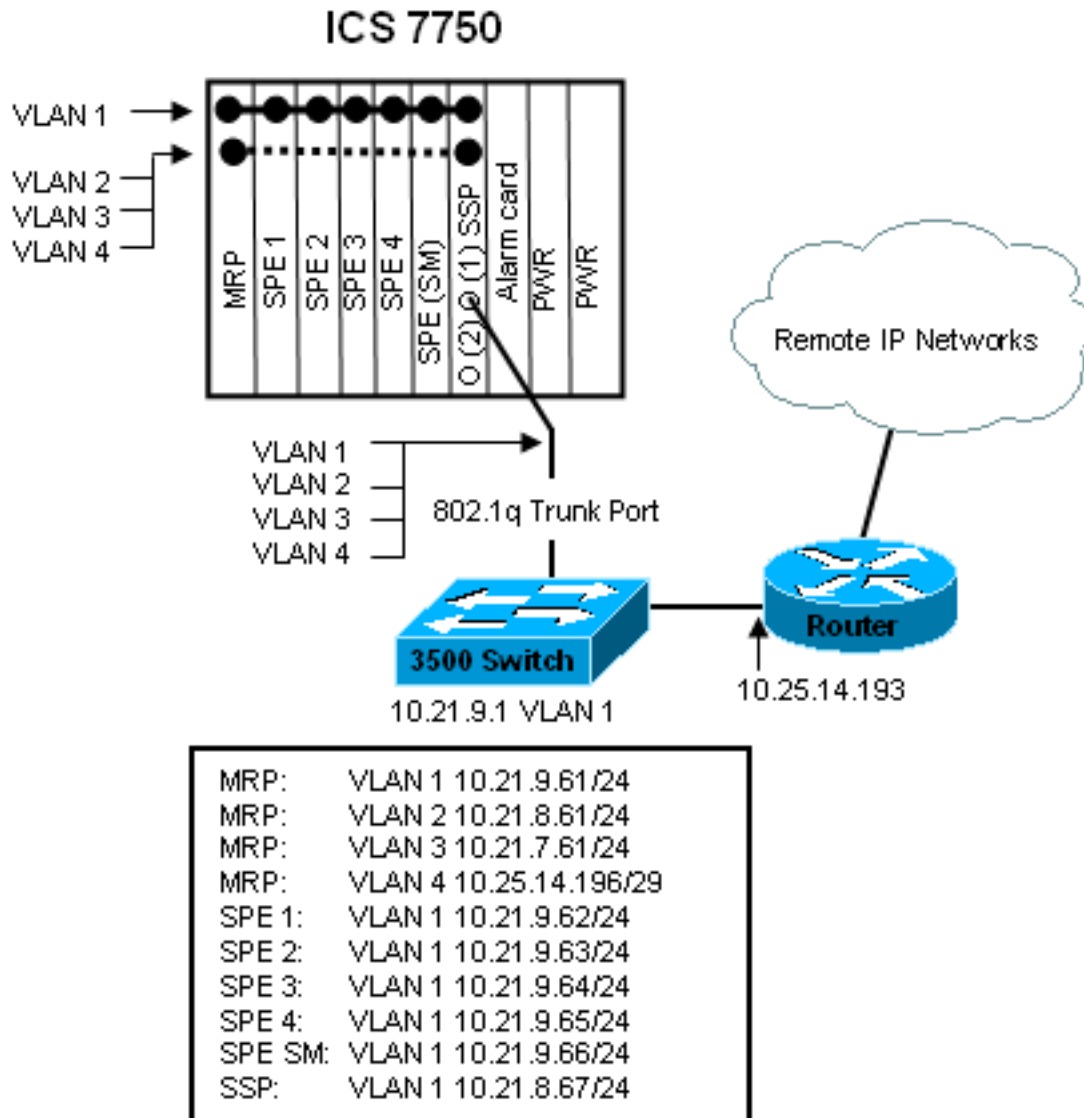 ICS 7750
VLAN 1
VLAN 2
VLAN 3
VLAN 4
MRP
SPE 1
SPE 2
SPE 3
SPE 4
SPE (SM)
O (2) O (1) SSP
Alarm card
PWR
PWR
Remote IP Networks
VLAN 1
VLAN 2
VLAN 3
VLAN 4
802.1q Trunk Port
3500 Switch
Router
10.25.14.193
10.21.9.1 VLAN 1
MRP: VLAN 1 10.21.9.61/24
MRP: VLAN 2 10.21.8.61/24
MRP: VLAN 3 10.21.7.61/24
MRP: VLAN 4 10.25.14.196/29
SPE 1: VLAN 1 10.21.9.62/24
SPE 2: VLAN 1 10.21.9.63/24
SPE 3: VLAN 1 10.21.9.64/24
SPE 4: VLAN 1 10.21.9.65/24
SPE SM: VLAN 1 10.21.9.66/24
SSP: VLAN 1 10.21.8.67/24